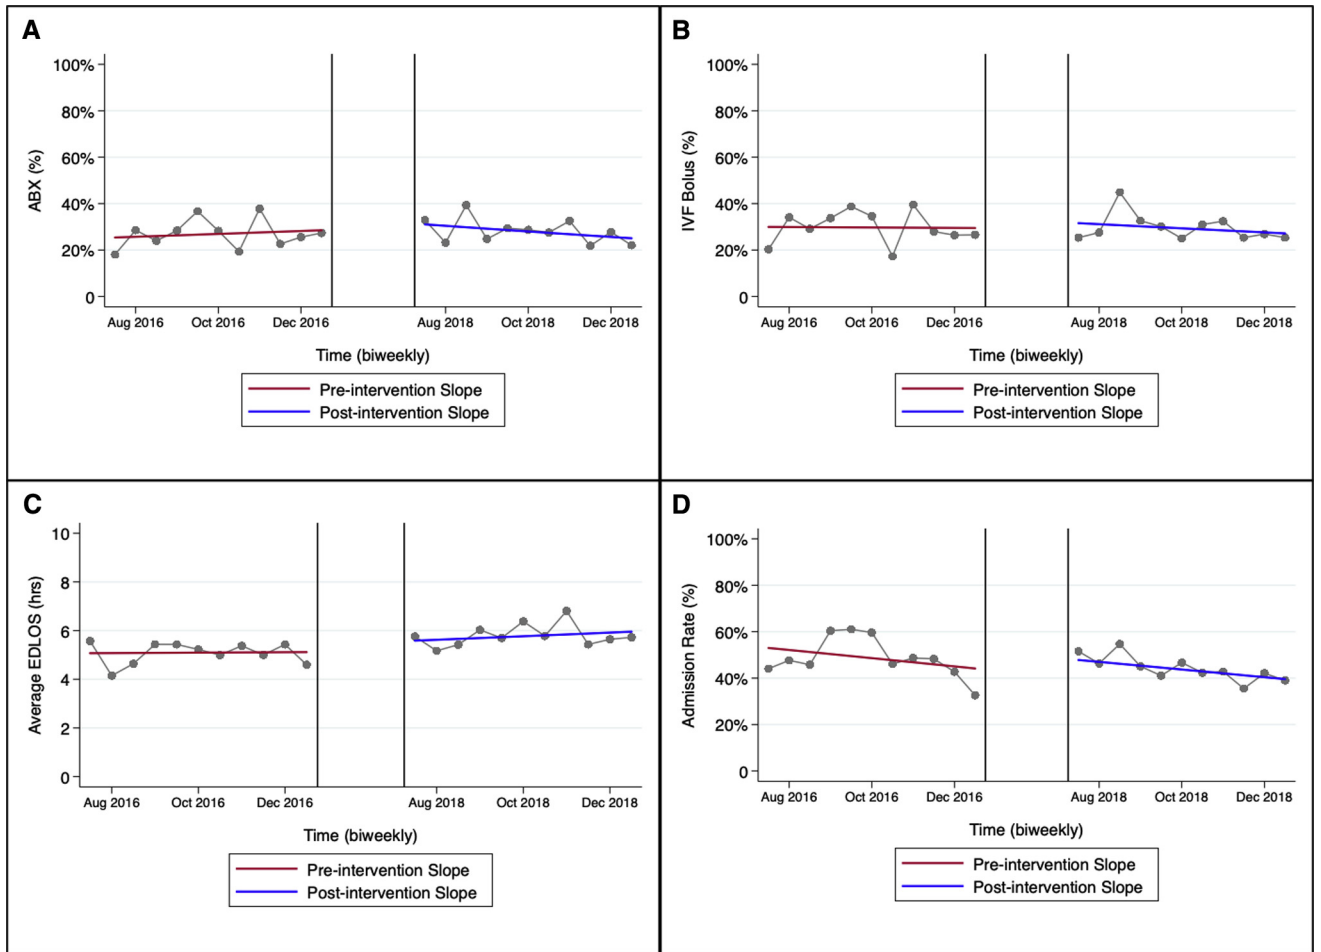 A
100%
80%
60%
40%
20%
0
ABX (%)
Aug 2016 Oct 2016 Dec 2016 Aug 2018 Oct 2018 Dec 2018
Time (biweekly)
Pre-intervention Slope
Post-intervention Slope
B
100%
80%
60%
40%
20%
0
IVF Bolus (%)
Aug 2016 Oct 2016 Dec 2016 Aug 2018 Oct 2018 Dec 2018
Time (biweekly)
Pre-intervention Slope
Post-intervention Slope
C
10
8
6
4
2
0
Average EDLOS (hrs)
Aug 2016 Oct 2016 Dec 2016 Aug 2018 Oct 2018 Dec 2018
Time (biweekly)
Pre-intervention Slope
Post-intervention Slope
D
100%
80%
60%
40%
20%
0
Admission Rate (%)
Aug 2016 Oct 2016 Dec 2016 Aug 2018 Oct 2018 Dec 2018
Time (biweekly)
Pre-intervention Slope
Post-intervention Slope